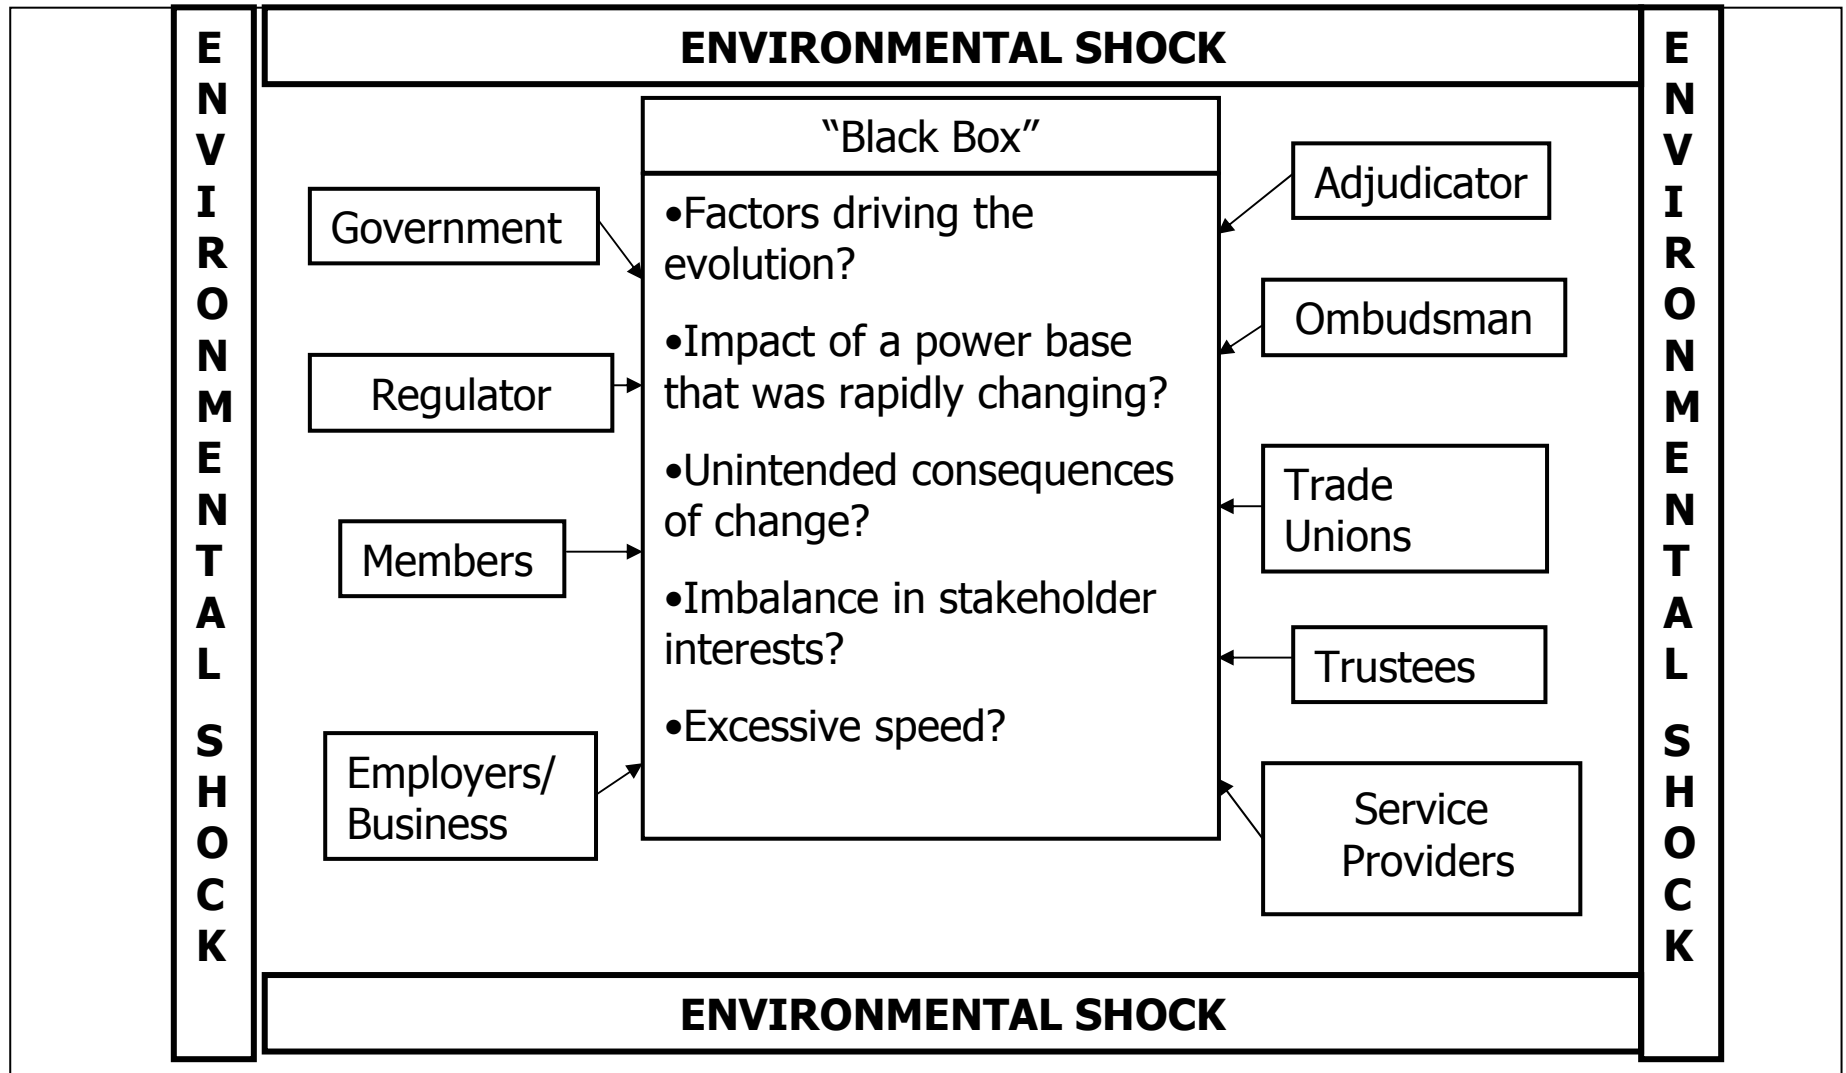 ENVIRONMENTAL SHOCK
E
N
V
I
R
O
N
M
E
N
T
A
L
S
H
O
C
K
Government
Regulator
Members
Employers/
Business
“Black Box”
•Factors driving the
evolution?
•Impact of a power base
that was rapidly changing?
•Unintended consequences
of change?
•Imbalance in stakeholder
interests?
•Excessive speed?
Adjudicator
Ombudsman
Trade
Unions
Trustees
Service
Providers
E
N
V
I
R
O
N
M
E
N
T
A
L
S
H
O
C
K
ENVIRONMENTAL SHOCK